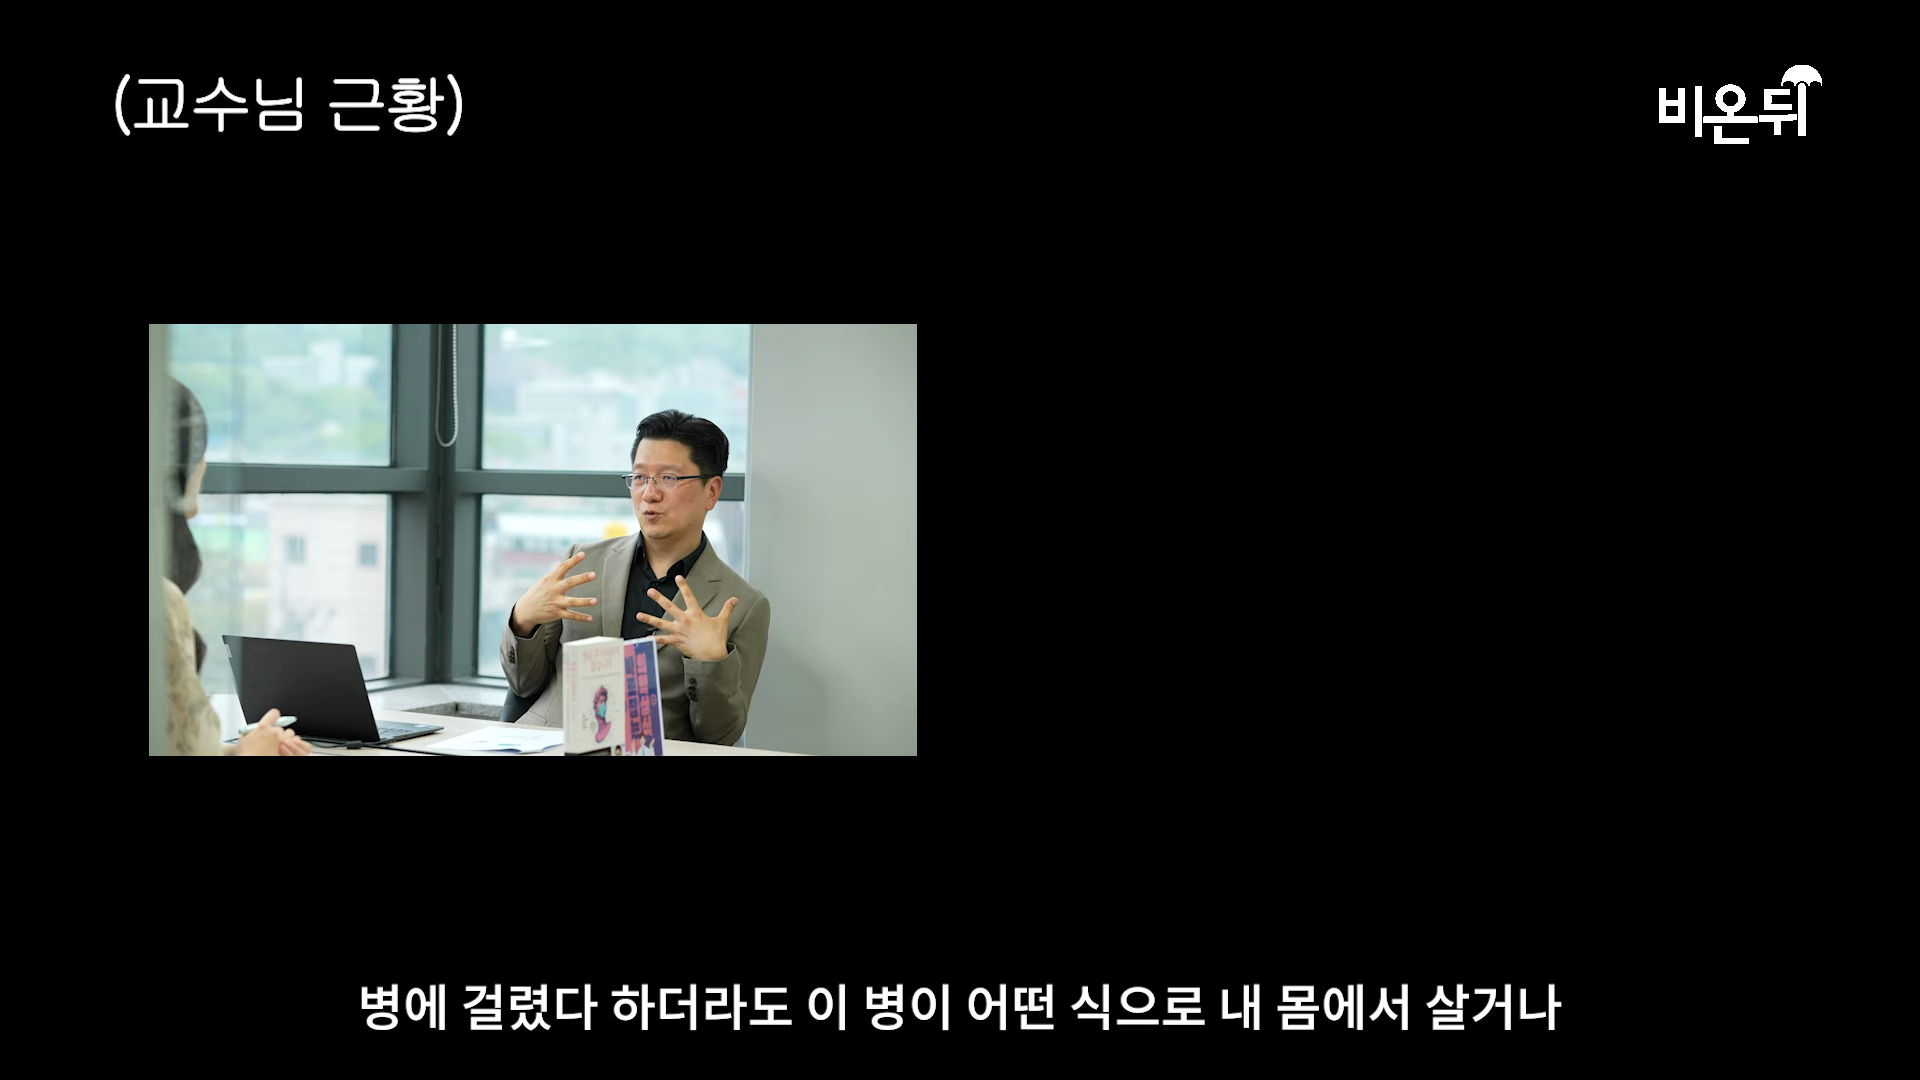 (교수님 근황)
비온뒤
병에 걸렸다 하더라도 이 병이 어떤 식으로 내 몸에서 살거나